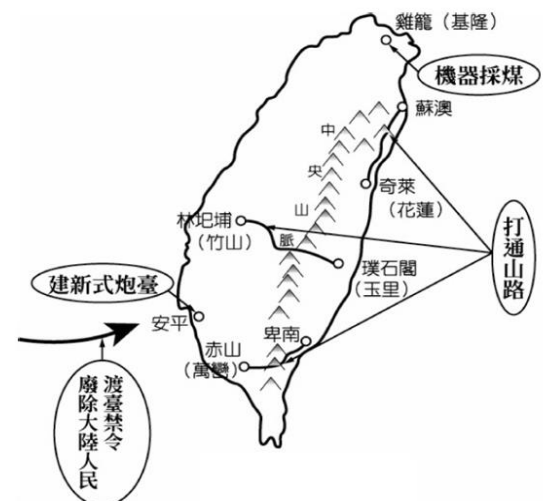 雞籠（基隆）
機器採煤
蘇澳
中央山脈
奇萊
（花蓮）
林圯埔
（竹山）
打通山路
璞石閣
（玉里）
建新式炮臺
安平
卑南
赤山
（萬巒）
渡臺禁令
廢除大陸人民